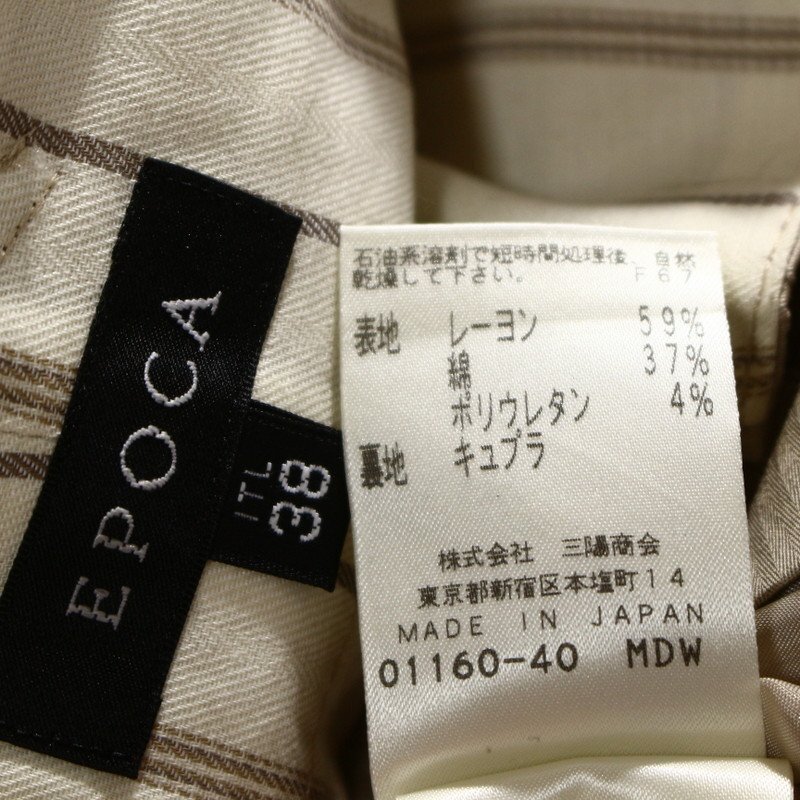 EPOCA
ITL
38
石油系溶剤で短時間処理後、自然
乾燥して下さい。 F67
表地 レーヨン 59%
綿 37%
ポリウレタン 4%
裏地 キュプラ
株式会社 三陽商会
東京都新宿区本塩町14
MADE IN JAPAN
01160-40 MDW